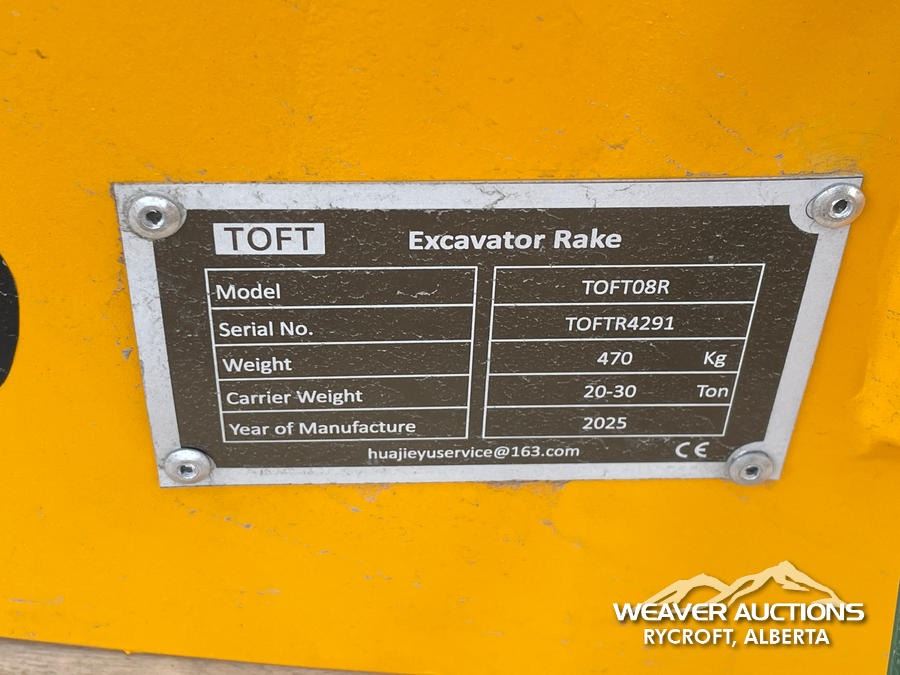 TOFT Excavator Rake
Model TOFT08R
Serial No. TOFTR4291
Weight 470 Kg
Carrier Weight 20-30 Ton
Year of Manufacture 2025
huajieyuservice@163.com CE
WEAVER AUCTIONS
RYCROFT, ALBERTA